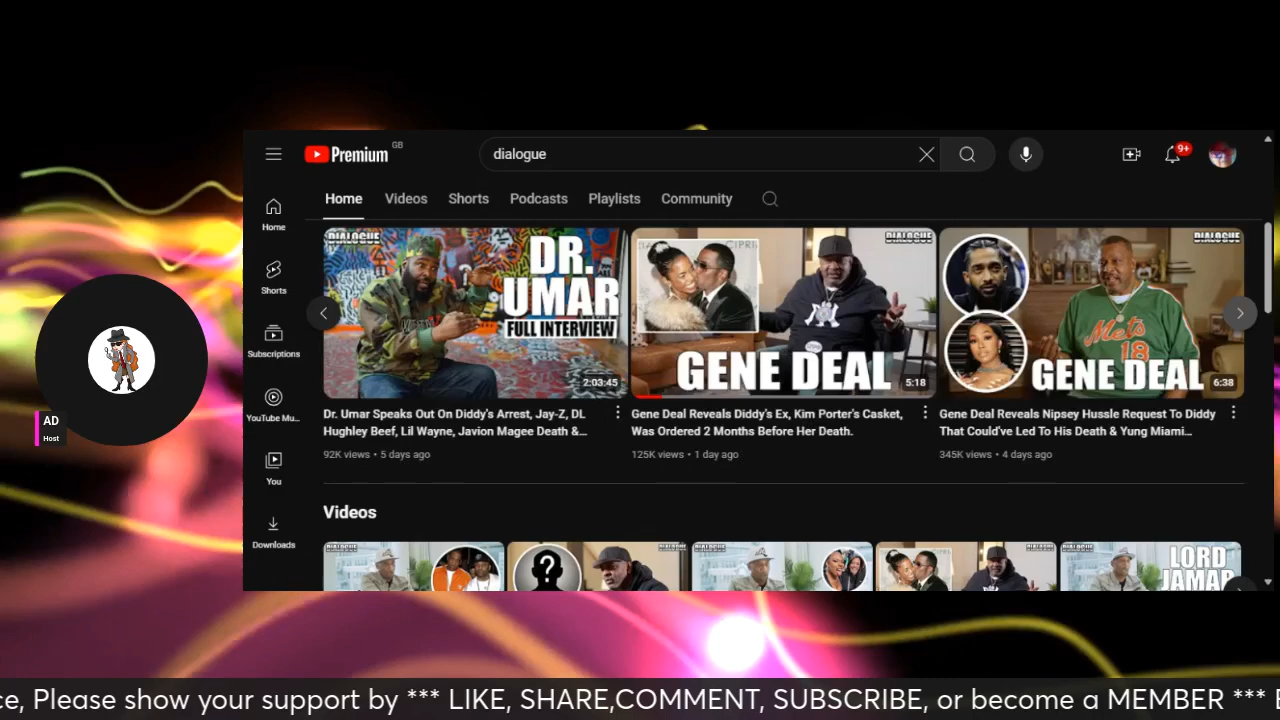 Premium GB
dialogue
9+
Home Videos Shorts Podcasts Playlists Community
Home
Shorts
Subscriptions
YouTube Mu...
You
Downloads
DIALOGUE
DR.
UMAR
FULL INTERVIEW
2:03:45
DIALOGUE
CIPRI
GENE DEAL
5:18
DIALOGUE
Mets
18
GENE DEAL
6:38
Dr. Umar Speaks Out On Diddy's Arrest, Jay-Z, DL
Hughley Beef, Lil Wayne, Javion Magee Death &...
92K views • 5 days ago
Gene Deal Reveals Diddy's Ex, Kim Porter's Casket,
Was Ordered 2 Months Before Her Death.
125K views • 1 day ago
Gene Deal Reveals Nipsey Hussle Request To Diddy
That Could've Led To His Death & Yung Miami...
345K views • 4 days ago
AD
Host
Videos
DIALOGUE
?
DIALOGUE
DIALOGUE
DIALOGUE
DIALOGUE
LORD
JAMAR
ce, Please show your support by *** LIKE, SHARE,COMMENT, SUBSCRIBE, or become a MEMBER *** E